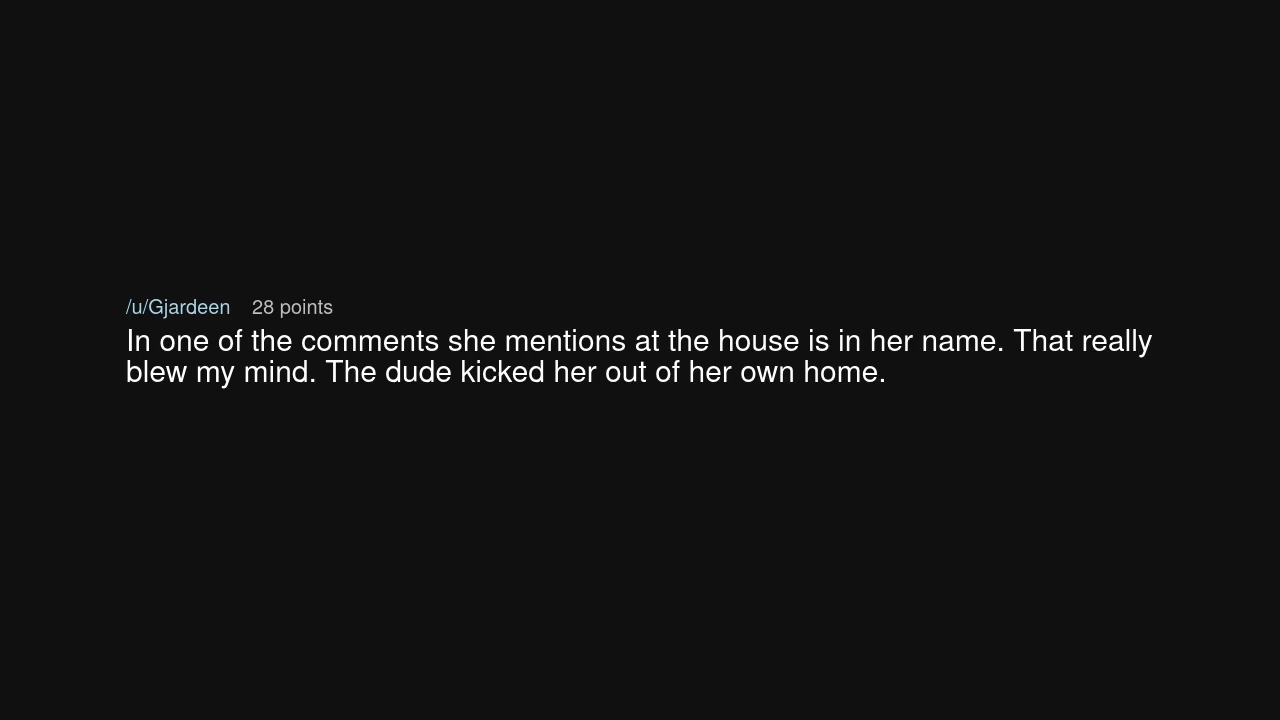 /u/Gjardeen 28 points
In one of the comments she mentions at the house is in her name. That really
blew my mind. The dude kicked her out of her own home.